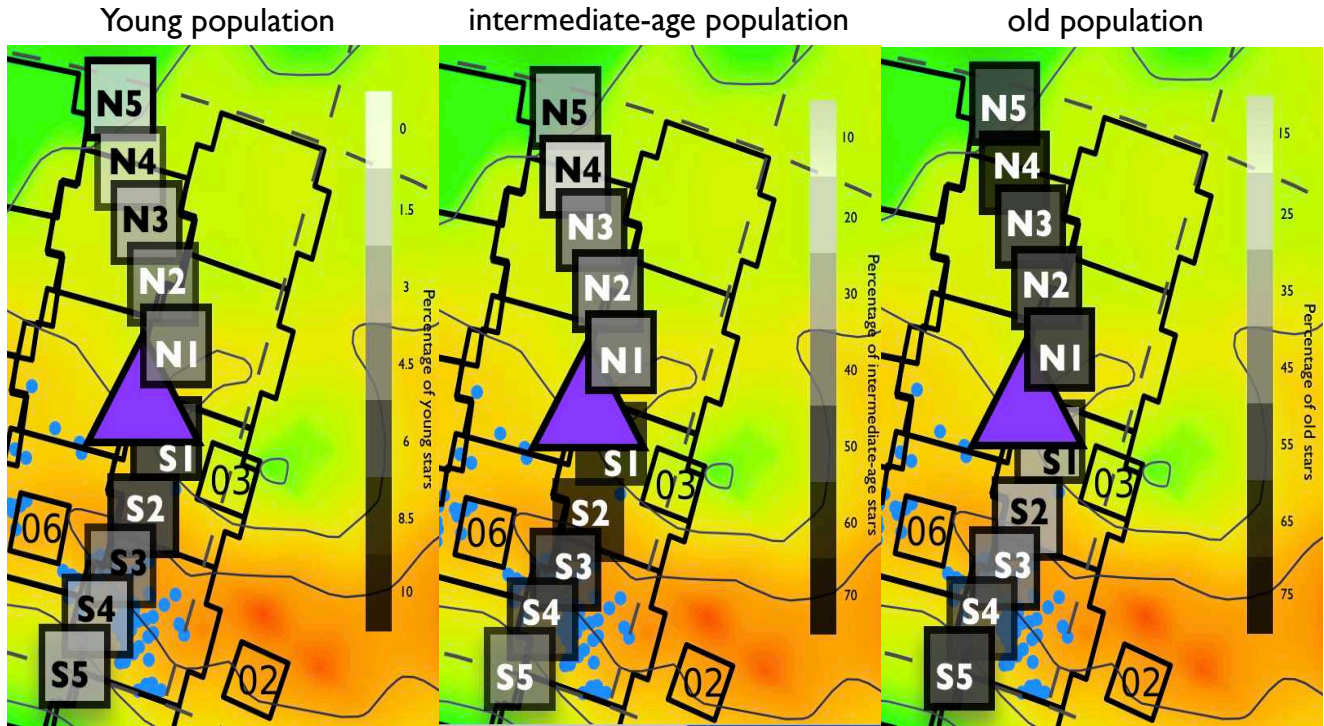 Young population
N5
N4
N3
N2
N1
S1
S2
S3
S4
S5
03
06
02
0
1.5
3
4.5
6
8.5
10
Percentage of young stars
intermediate-age population
N5
N4
N3
N2
N1
S1
S2
S3
S4
S5
03
06
02
10
20
30
40
50
60
70
Percentage of intermediate-age stars
old population
N5
N4
N3
N2
N1
S1
S2
S3
S4
S5
03
06
02
15
25
35
45
55
65
75
Percentage of old stars